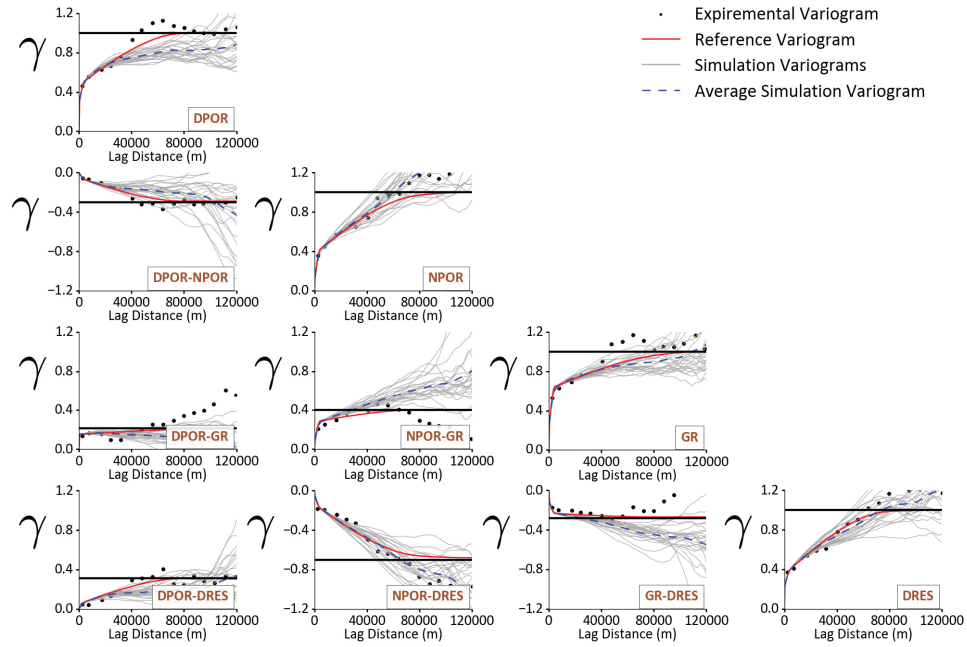 Expiremental Variogram
Reference Variogram
Simulation Variograms
Average Simulation Variogram
γ
1.2
0.8
0.4
0.0
DPOR
0 40000 80000 120000
Lag Distance (m)
γ
0.0
−0.4
−0.8
−1.2
DPOR-NPOR
0 40000 80000 120000
Lag Distance (m)
γ
1.2
0.8
0.4
0.0
NPOR
0 40000 80000 120000
Lag Distance (m)
γ
1.2
0.8
0.4
0.0
DPOR-GR
0 40000 80000 120000
Lag Distance (m)
γ
1.2
0.8
0.4
0.0
NPOR-GR
0 40000 80000 120000
Lag Distance (m)
γ
1.2
0.8
0.4
0.0
GR
0 40000 80000 120000
Lag Distance (m)
γ
1.2
0.8
0.4
0.0
DPOR-DRES
0 40000 80000 120000
Lag Distance (m)
γ
0.0
−0.4
−0.8
−1.2
NPOR-DRES
0 40000 80000 120000
Lag Distance (m)
γ
0.0
−0.4
−0.8
−1.2
GR-DRES
0 40000 80000 120000
Lag Distance (m)
γ
1.2
0.8
0.4
0.0
DRES
0 40000 80000 120000
Lag Distance (m)